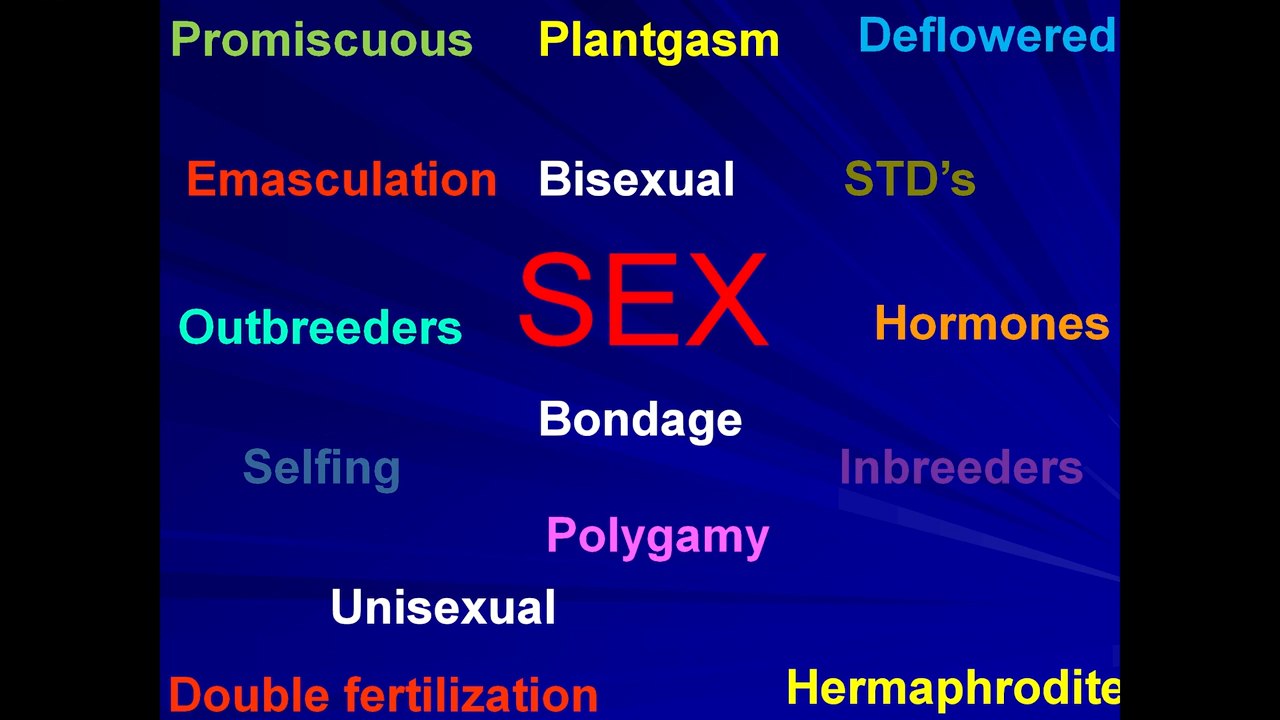 Promiscuous Plantgasm Deflowered
Emasculation Bisexual STD’s
SEX
Outbreeders Hormones
Bondage
Selfing Inbreeders
Polygamy
Unisexual
Double fertilization Hermaphrodite